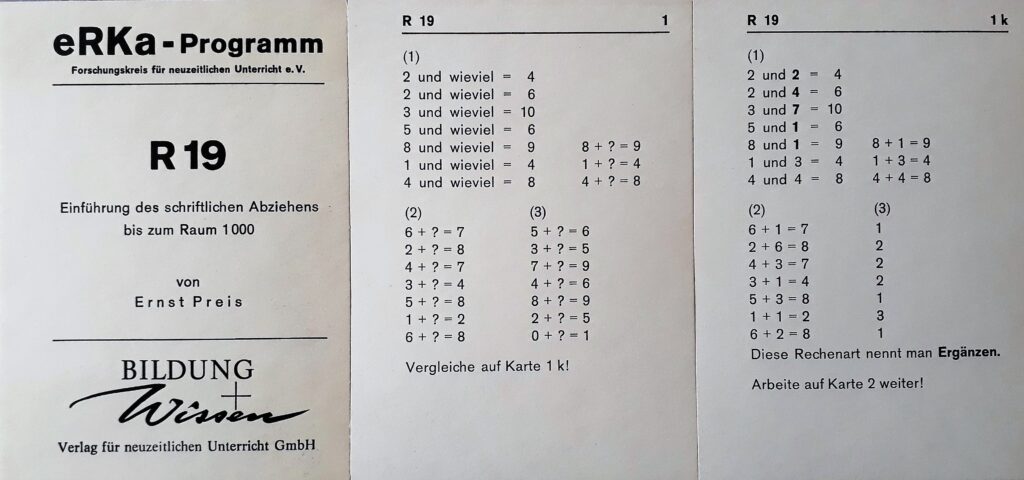 eRKa-Programm
Forschungskreis für neuzeitlichen Unterricht e. V.
R 19
Einführung des schriftlichen Abziehens
bis zum Raum 1000
von
Ernst Preis
BILDUNG
+
Wissen
Verlag für neuzeitlichen Unterricht GmbH
R 19 1
(1)
2 und wieviel = 4
2 und wieviel = 6
3 und wieviel = 10
5 und wieviel = 6
8 und wieviel = 9 8 + ? = 9
1 und wieviel = 4 1 + ? = 4
4 und wieviel = 8 4 + ? = 8
(2) (3)
6 + ? = 7 5 + ? = 6
2 + ? = 8 3 + ? = 5
4 + ? = 7 7 + ? = 9
3 + ? = 4 4 + ? = 6
5 + ? = 8 8 + ? = 9
1 + ? = 2 2 + ? = 5
6 + ? = 8 0 + ? = 1
Vergleiche auf Karte 1 k!
R 19 1 k
(1)
2 und 2 = 4
2 und 4 = 6
3 und 7 = 10
5 und 1 = 6
8 und 1 = 9 8 + 1 = 9
1 und 3 = 4 1 + 3 = 4
4 und 4 = 8 4 + 4 = 8
(2) (3)
6 + 1 = 7 1
2 + 6 = 8 2
4 + 3 = 7 2
3 + 1 = 4 2
5 + 3 = 8 1
1 + 1 = 2 3
6 + 2 = 8 1
Diese Rechenart nennt man Ergänzen.
Arbeite auf Karte 2 weiter!